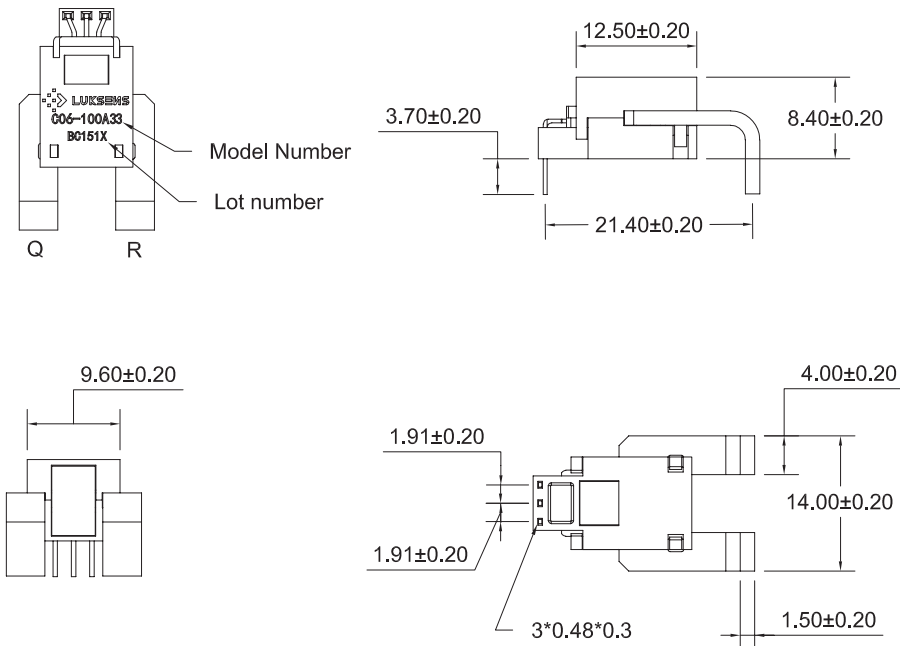 LUKSENS
C06-100A33
BC151X
Model Number
Lot number
Q
R
12.50±0.20
3.70±0.20
8.40±0.20
21.40±0.20
9.60±0.20
4.00±0.20
1.91±0.20
14.00±0.20
1.91±0.20
1.50±0.20
3*0.48*0.3